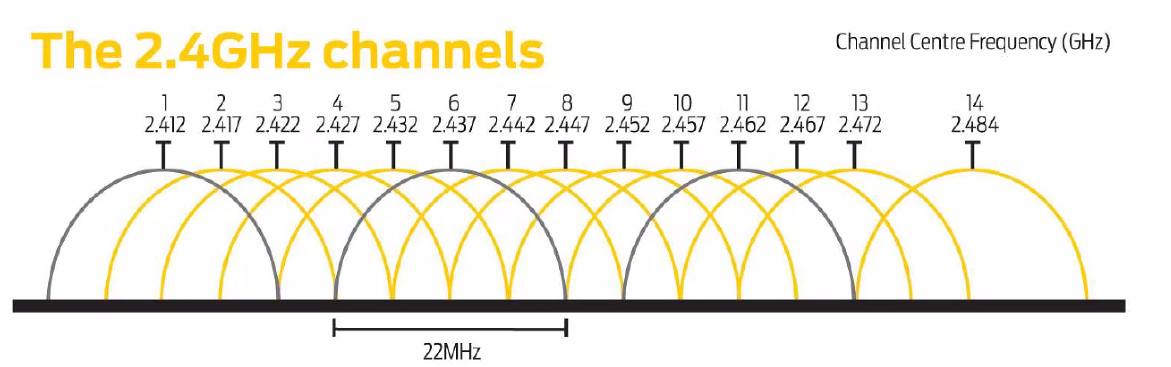 The 2.4GHz channels
Channel Centre Frequency (GHz)
1 2 3 4 5 6 7 8 9 10 11 12 13 14
2.412 2.417 2.422 2.427 2.432 2.437 2.442 2.447 2.452 2.457 2.462 2.467 2.472 2.484
22MHz